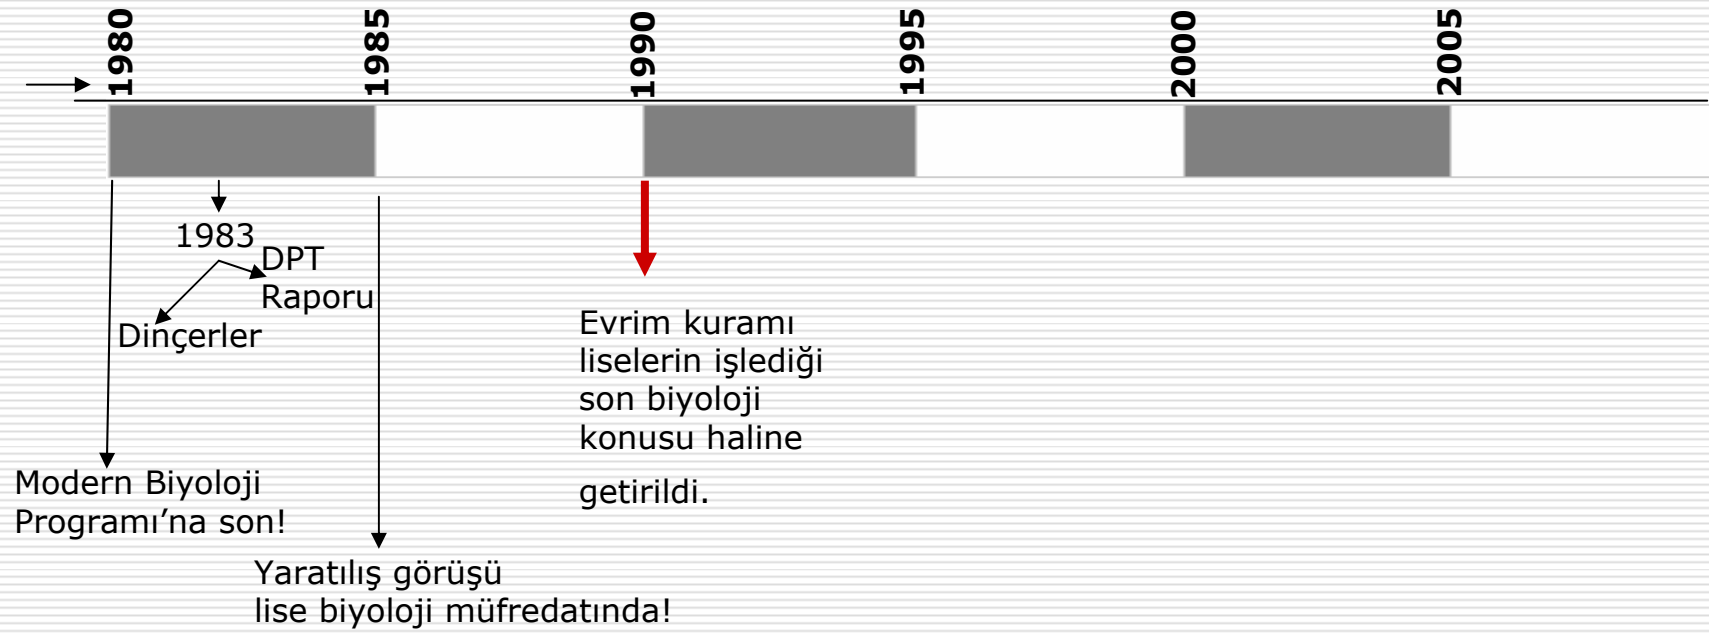 1980
1985
1990
1995
2000
2005
1983
DPT
Raporu
Dinçerler
Evrim kuramı
liselerin işlediği
son biyoloji
konusu haline
getirildi.
Modern Biyoloji
Programı’na son!
Yaratılış görüşü
lise biyoloji müfredatında!